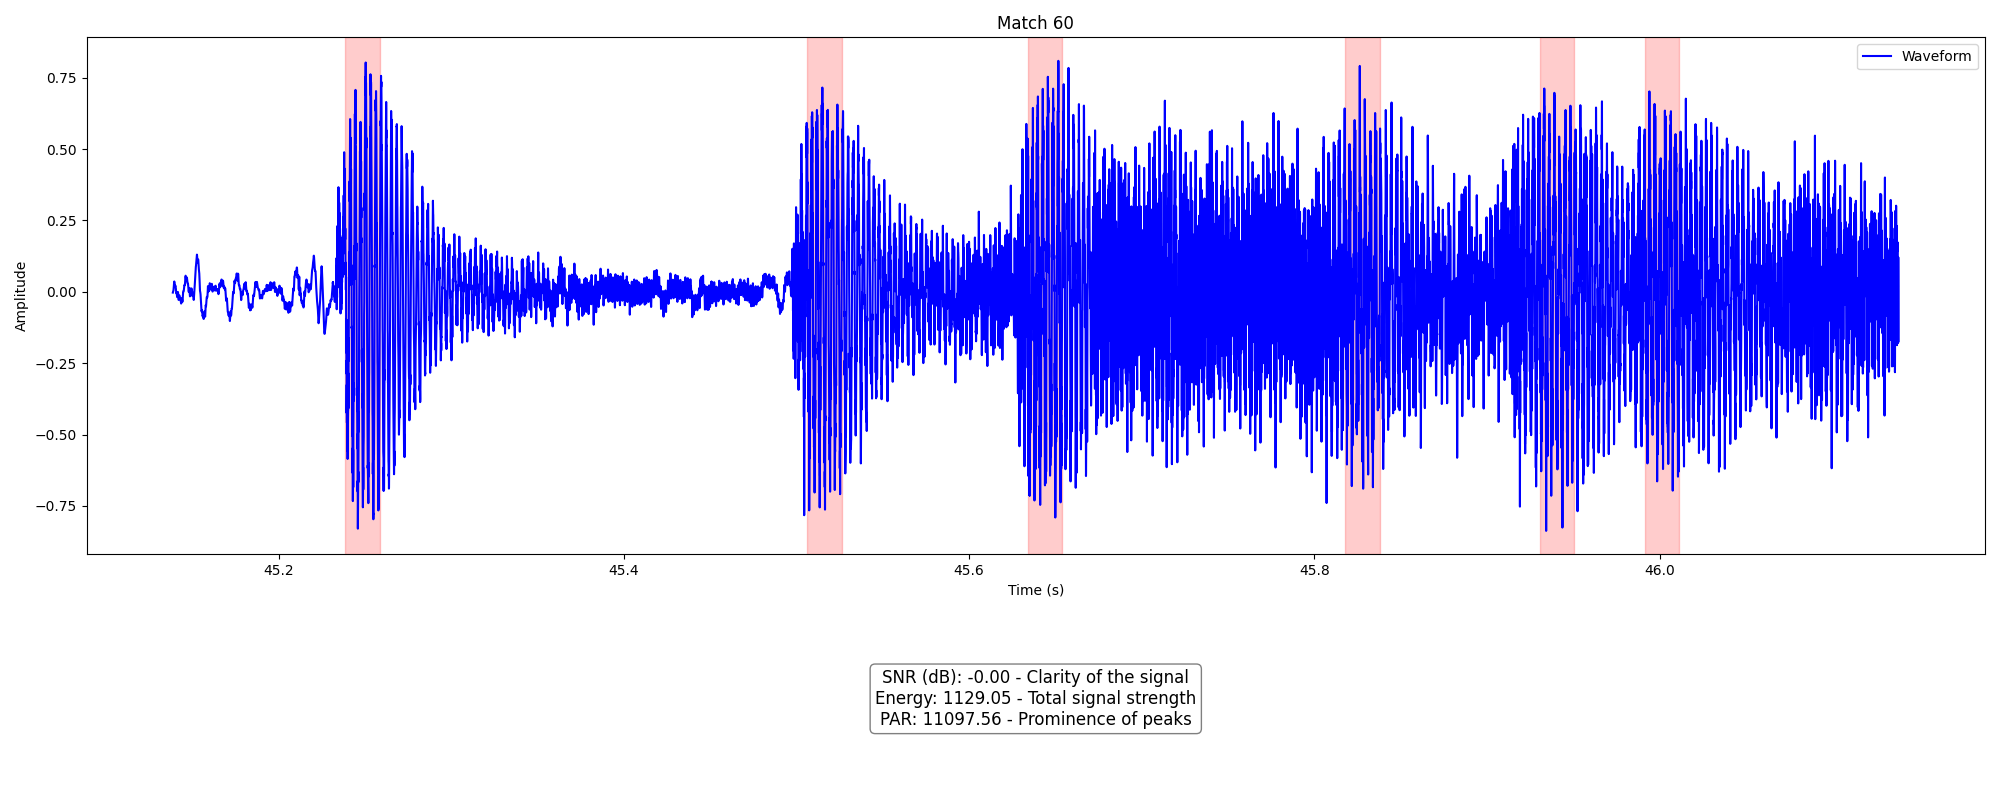 Match 60
Waveform
0.75
0.50
0.25
0.00
−0.25
−0.50
−0.75
Amplitude
45.2 45.4 45.6 45.8 46.0
Time (s)
SNR (dB): -0.00 - Clarity of the signal
Energy: 1129.05 - Total signal strength
PAR: 11097.56 - Prominence of peaks